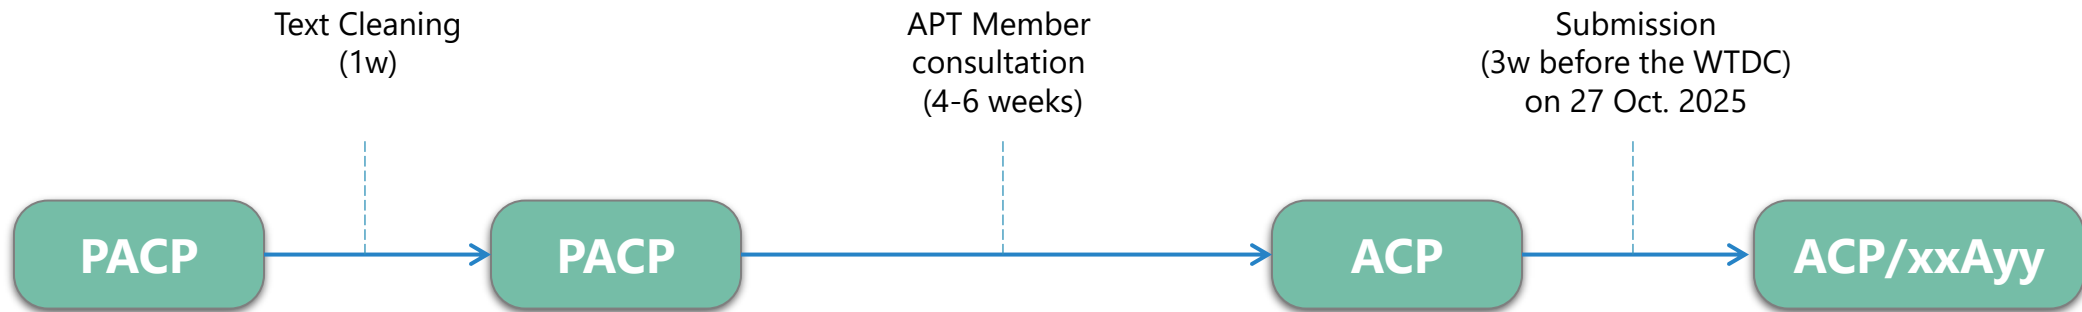 Text Cleaning
(1w)
APT Member
consultation
(4-6 weeks)
Submission
(3w before the WTDC)
on 27 Oct. 2025
PACP
PACP
ACP
ACP/xxAyy